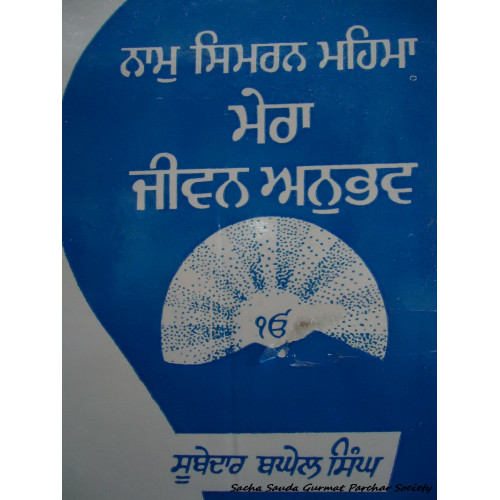 ਨਾਮੁ ਸਿਮਰਨ ਮਹਿਮਾ
ਮੇਰਾ
ਜੀਵਨ ਅਨੁਭਵ
ੴ
ਸੂਬੇਦਾਰ ਬਘੇਲ ਸਿੰਘ
Sacha Sauda Gurmat Parchar Society